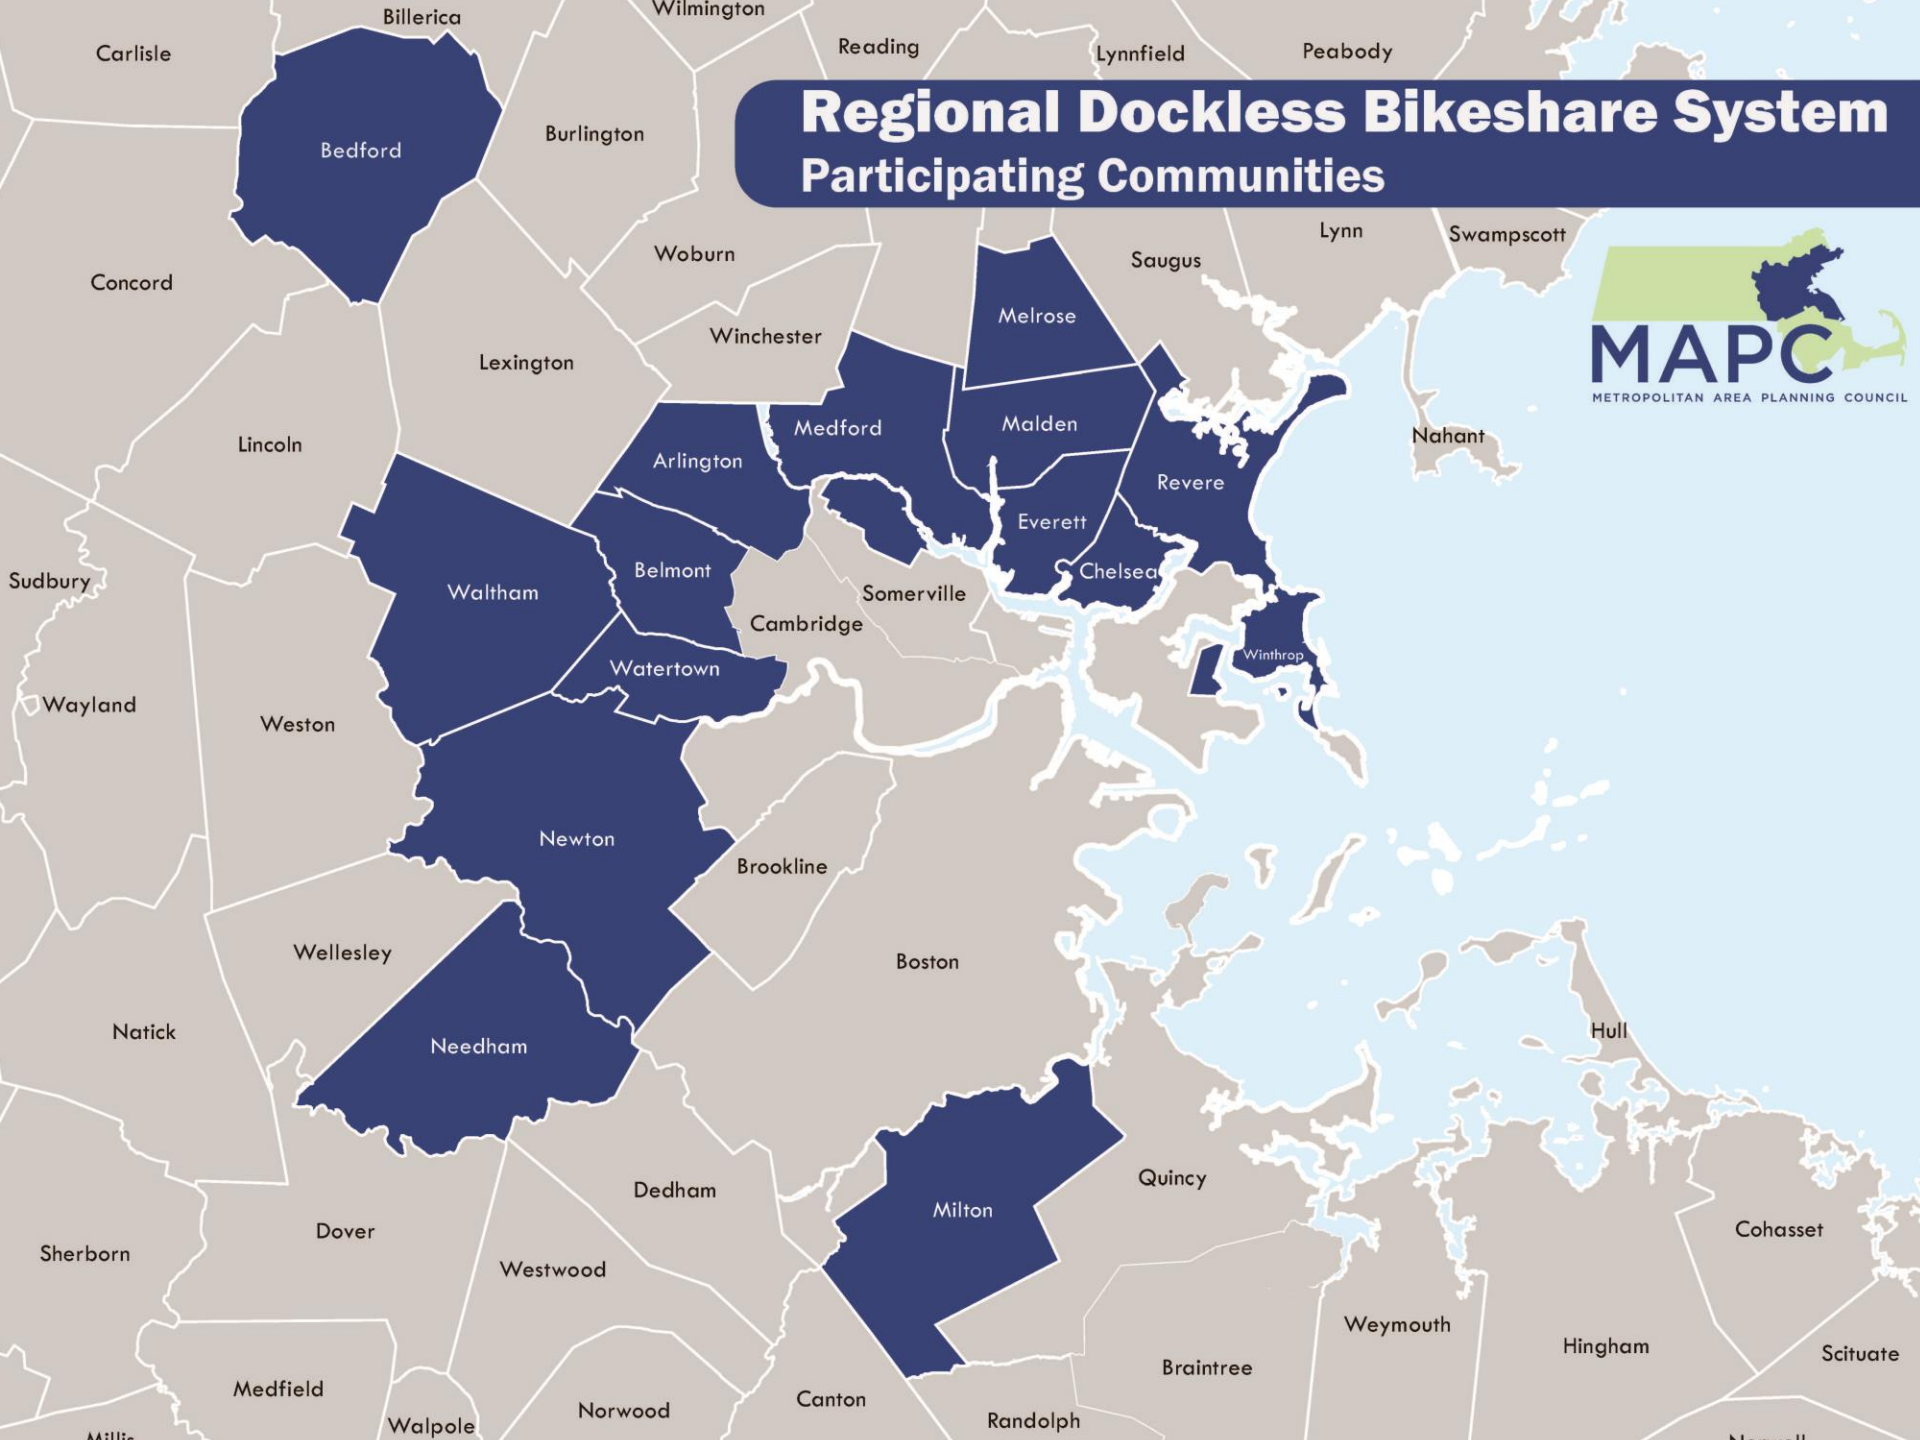 Billerica
Wilmington
Carlisle
Reading
Lynnfield
Peabody
Regional Dockless Bikeshare System
Participating Communities
Bedford
Burlington
Lynn
Swampscott
Woburn
Saugus
Concord
Melrose
Winchester
Lexington
MAPC
METROPOLITAN AREA PLANNING COUNCIL
Medford
Malden
Nahant
Lincoln
Arlington
Revere
Everett
Sudbury
Belmont
Chelsea
Waltham
Somerville
Cambridge
Winthrop
Watertown
Wayland
Weston
Newton
Brookline
Wellesley
Boston
Natick
Hull
Needham
Quincy
Dedham
Milton
Dover
Cohasset
Sherborn
Westwood
Weymouth
Hingham
Scituate
Braintree
Medfield
Canton
Norwood
Randolph
Walpole